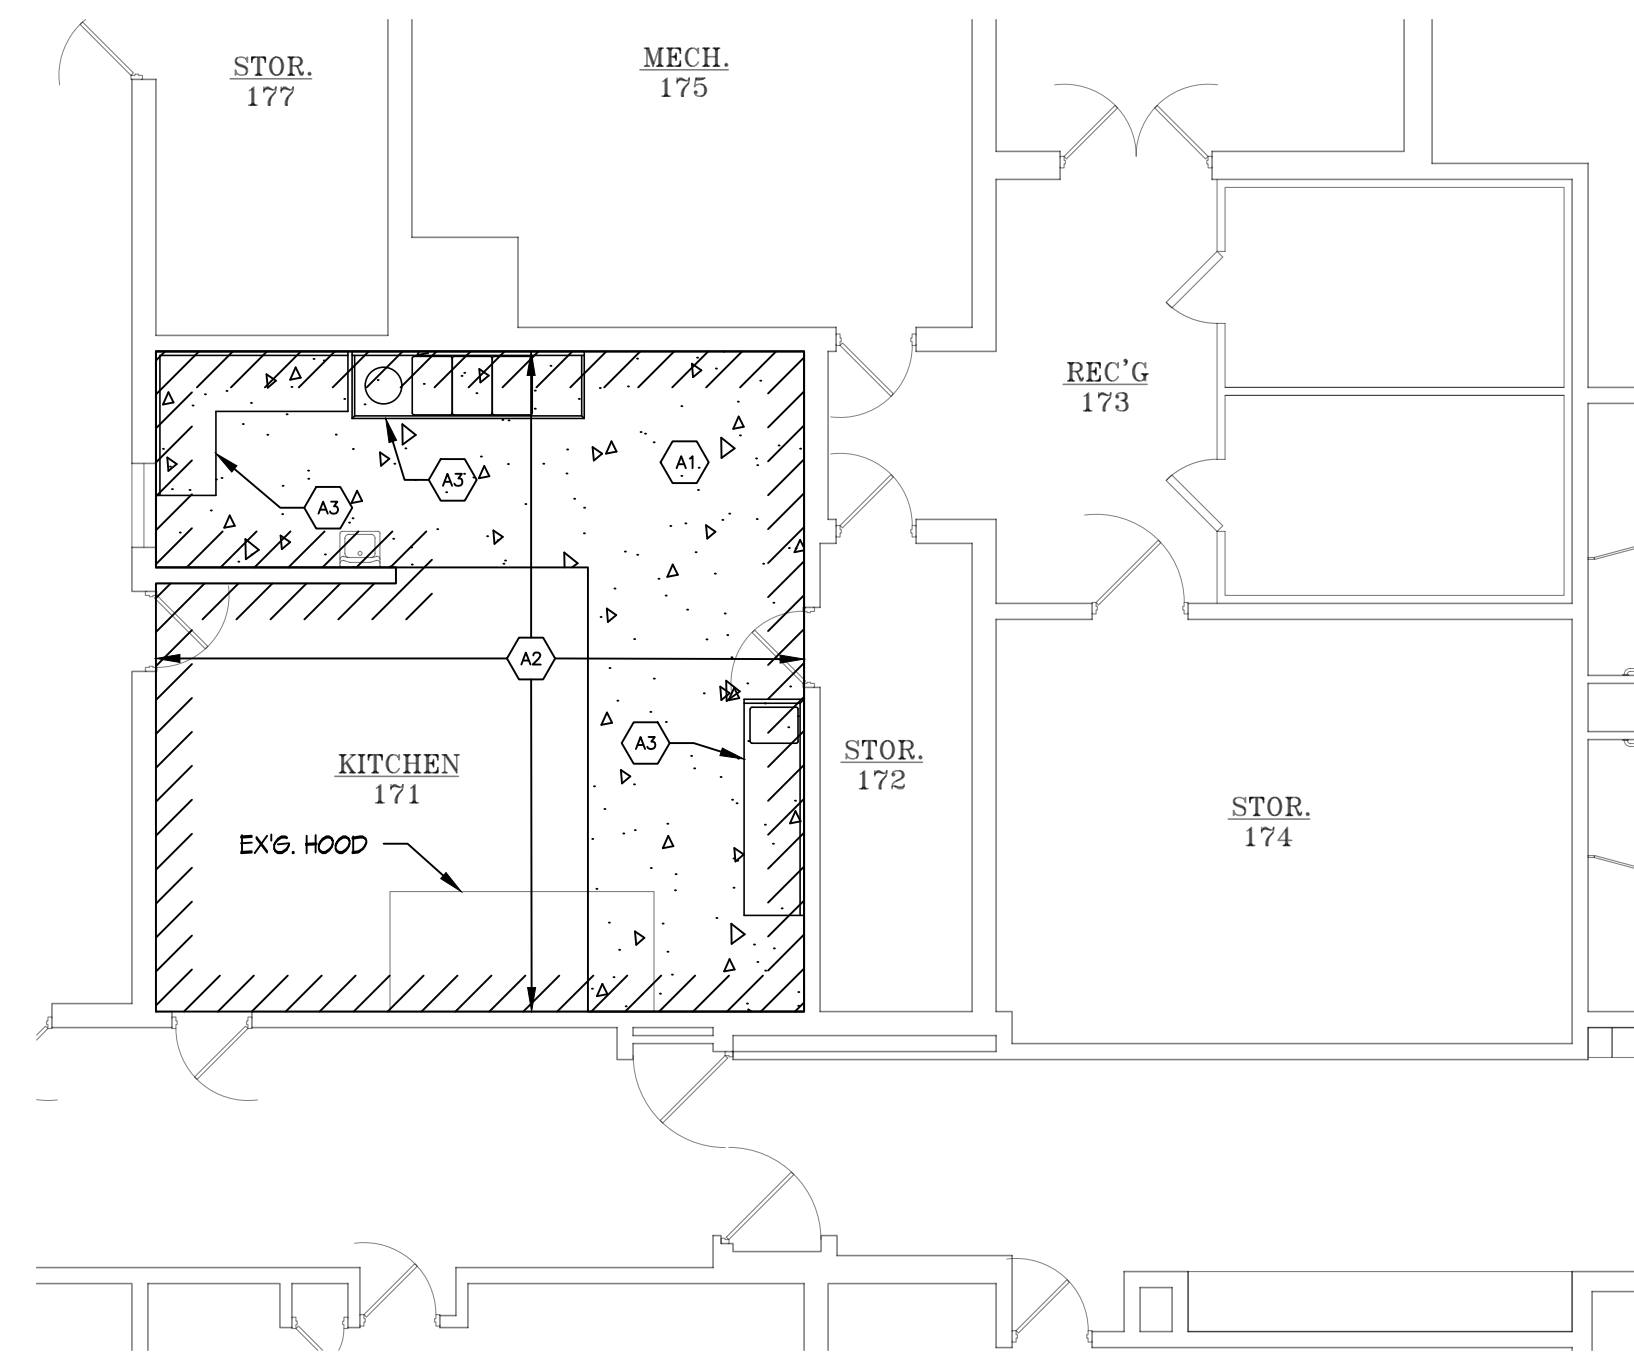 STOR.
177
MECH.
175
REC'G
173
A1
A3
A3
A2
A3
STOR.
172
KITCHEN
171
STOR.
174
EX'G. HOOD